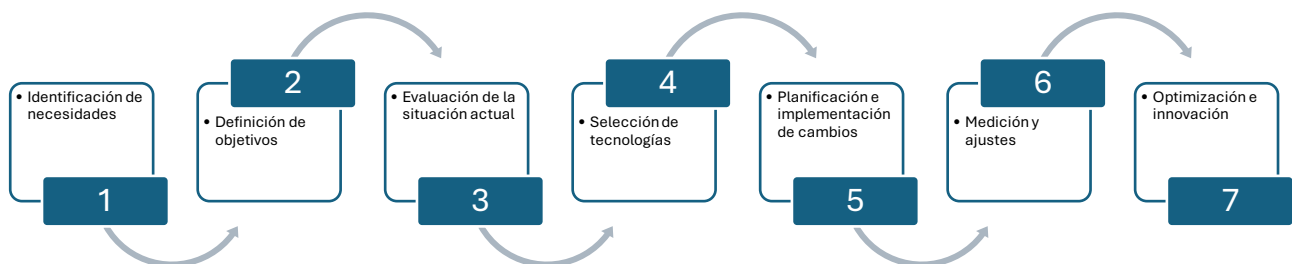 • Identificación de
necesidades
1
2
• Definición de
objetivos
• Evaluación de la
situación actual
3
4
• Selección de
tecnologías
• Planificación e
implementación
de cambios
5
6
• Medición y
ajustes
• Optimización e
innovación
7